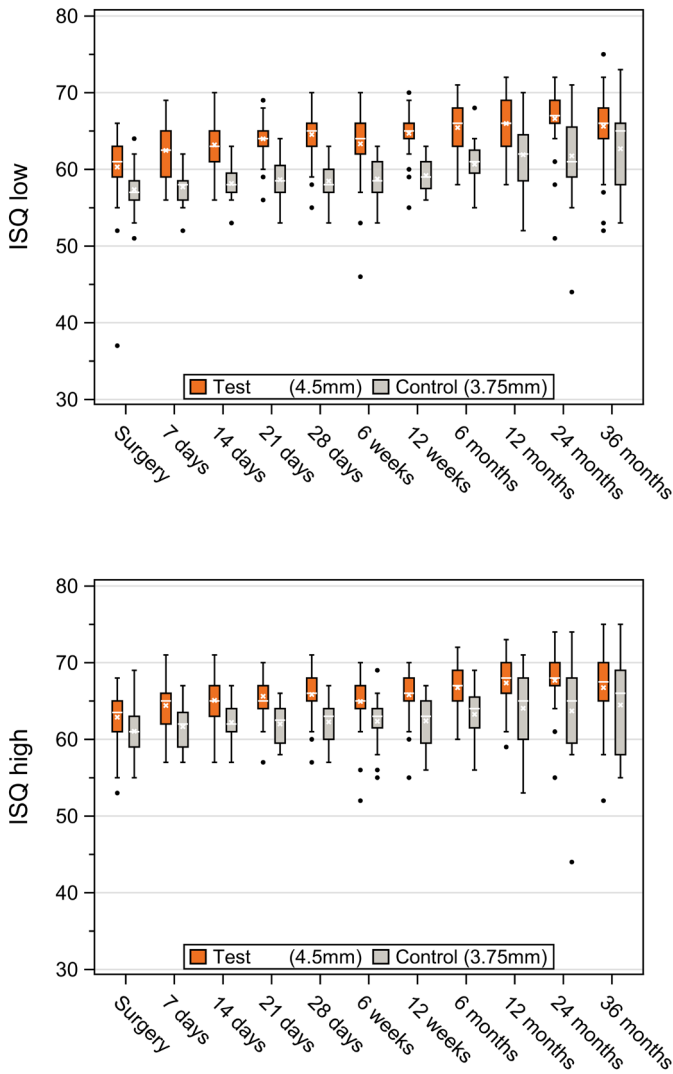 80
70
60
50
40
30
ISQ low
Test (4.5mm) Control (3.75mm)
Surgery
7 days
14 days
21 days
28 days
6 weeks
12 weeks
6 months
12 months
24 months
36 months
80
70
60
50
40
30
ISQ high
Test (4.5mm) Control (3.75mm)
Surgery
7 days
14 days
21 days
28 days
6 weeks
12 weeks
6 months
12 months
24 months
36 months